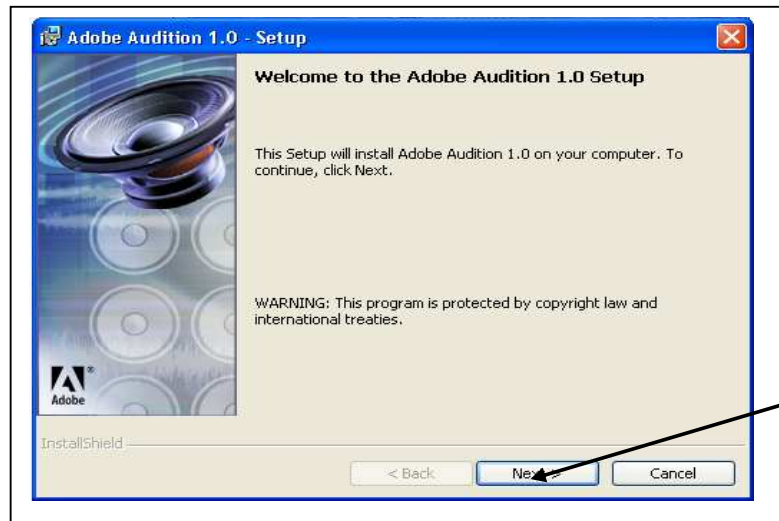 Adobe Audition 1.0 - Setup
Welcome to the Adobe Audition 1.0 Setup
This Setup will install Adobe Audition 1.0 on your computer. To
continue, click Next.
WARNING: This program is protected by copyright law and
international treaties.
Adobe
InstallShield
< Back
Next >
Cancel